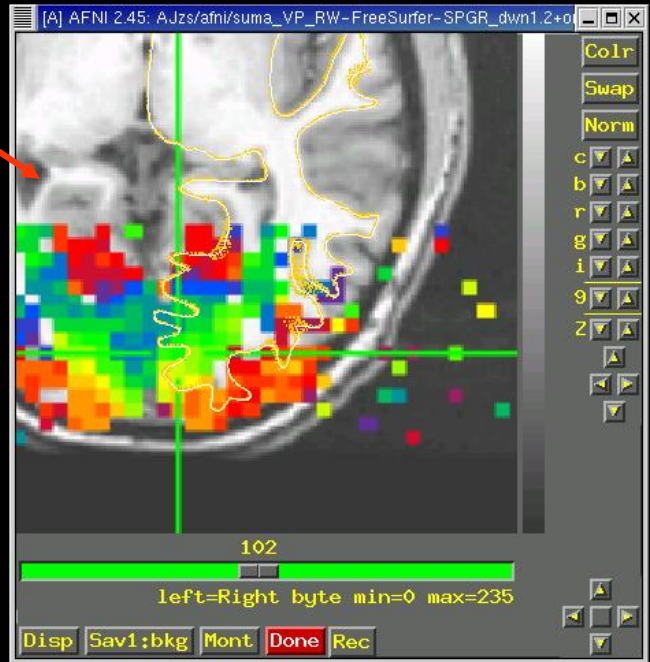 [A] AFNI 2.45: AJzs/afni/suma_VP_RW-FreeSurfer-SPGR_dwn1.2+o
Colr
Swap
Norm
c
b
r
g
i
9
Z
102
left=Right byte min=0 max=235
Disp Sav1:bkg Mont Done Rec